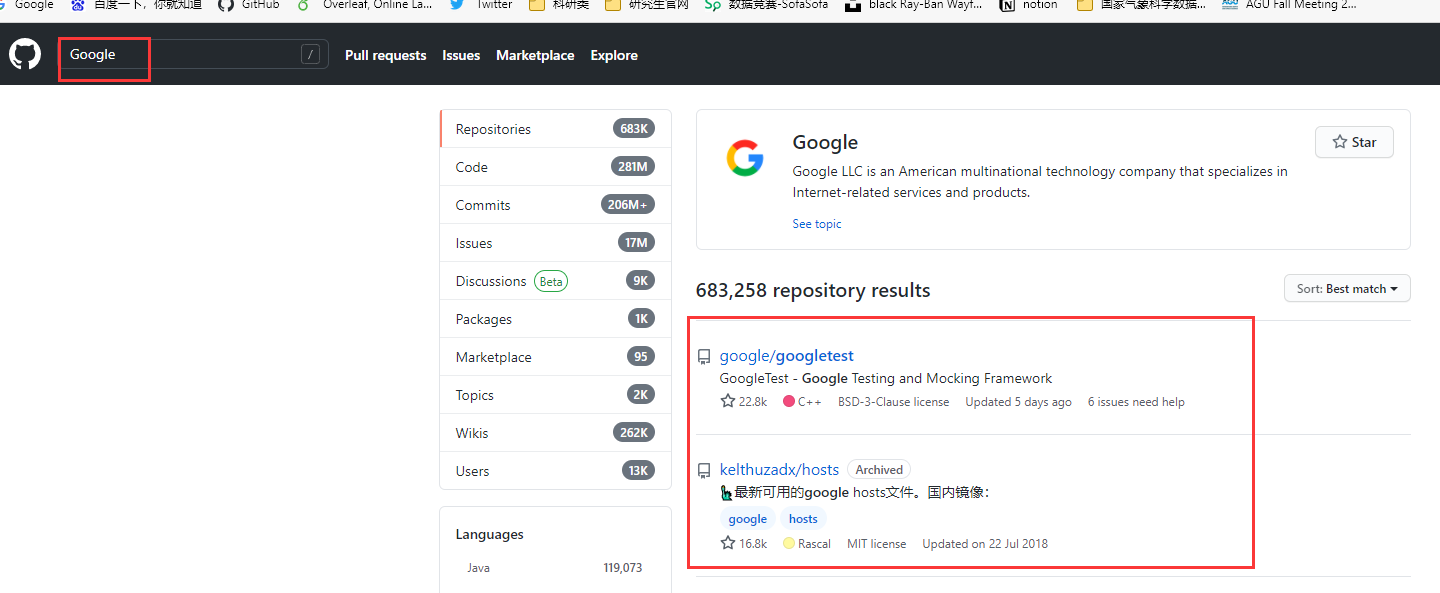 Google 百度一下，你就知道 GitHub Overleaf, Online La... Twitter 科研类 研究生官网 数据竞赛-SofaSofa black Ray-Ban Wayf... notion 国家气象科学数据... AGU Fall Meeting 2...
Google / Pull requests Issues Marketplace Explore
Repositories 683K
Code 281M
Commits 206M+
Issues 17M
Discussions Beta 9K
Packages 1K
Marketplace 95
Topics 2K
Wikis 262K
Users 13K
Languages
Java 119,073
Google
Star
Google LLC is an American multinational technology company that specializes in
Internet-related services and products.
See topic
683,258 repository results
Sort: Best match
google/googletest
GoogleTest - Google Testing and Mocking Framework
22.8k C++ BSD-3-Clause license Updated 5 days ago 6 issues need help
kelthuzadx/hosts Archived
最新可用的google hosts文件。国内镜像：
google hosts
16.8k Rascal MIT license Updated on 22 Jul 2018